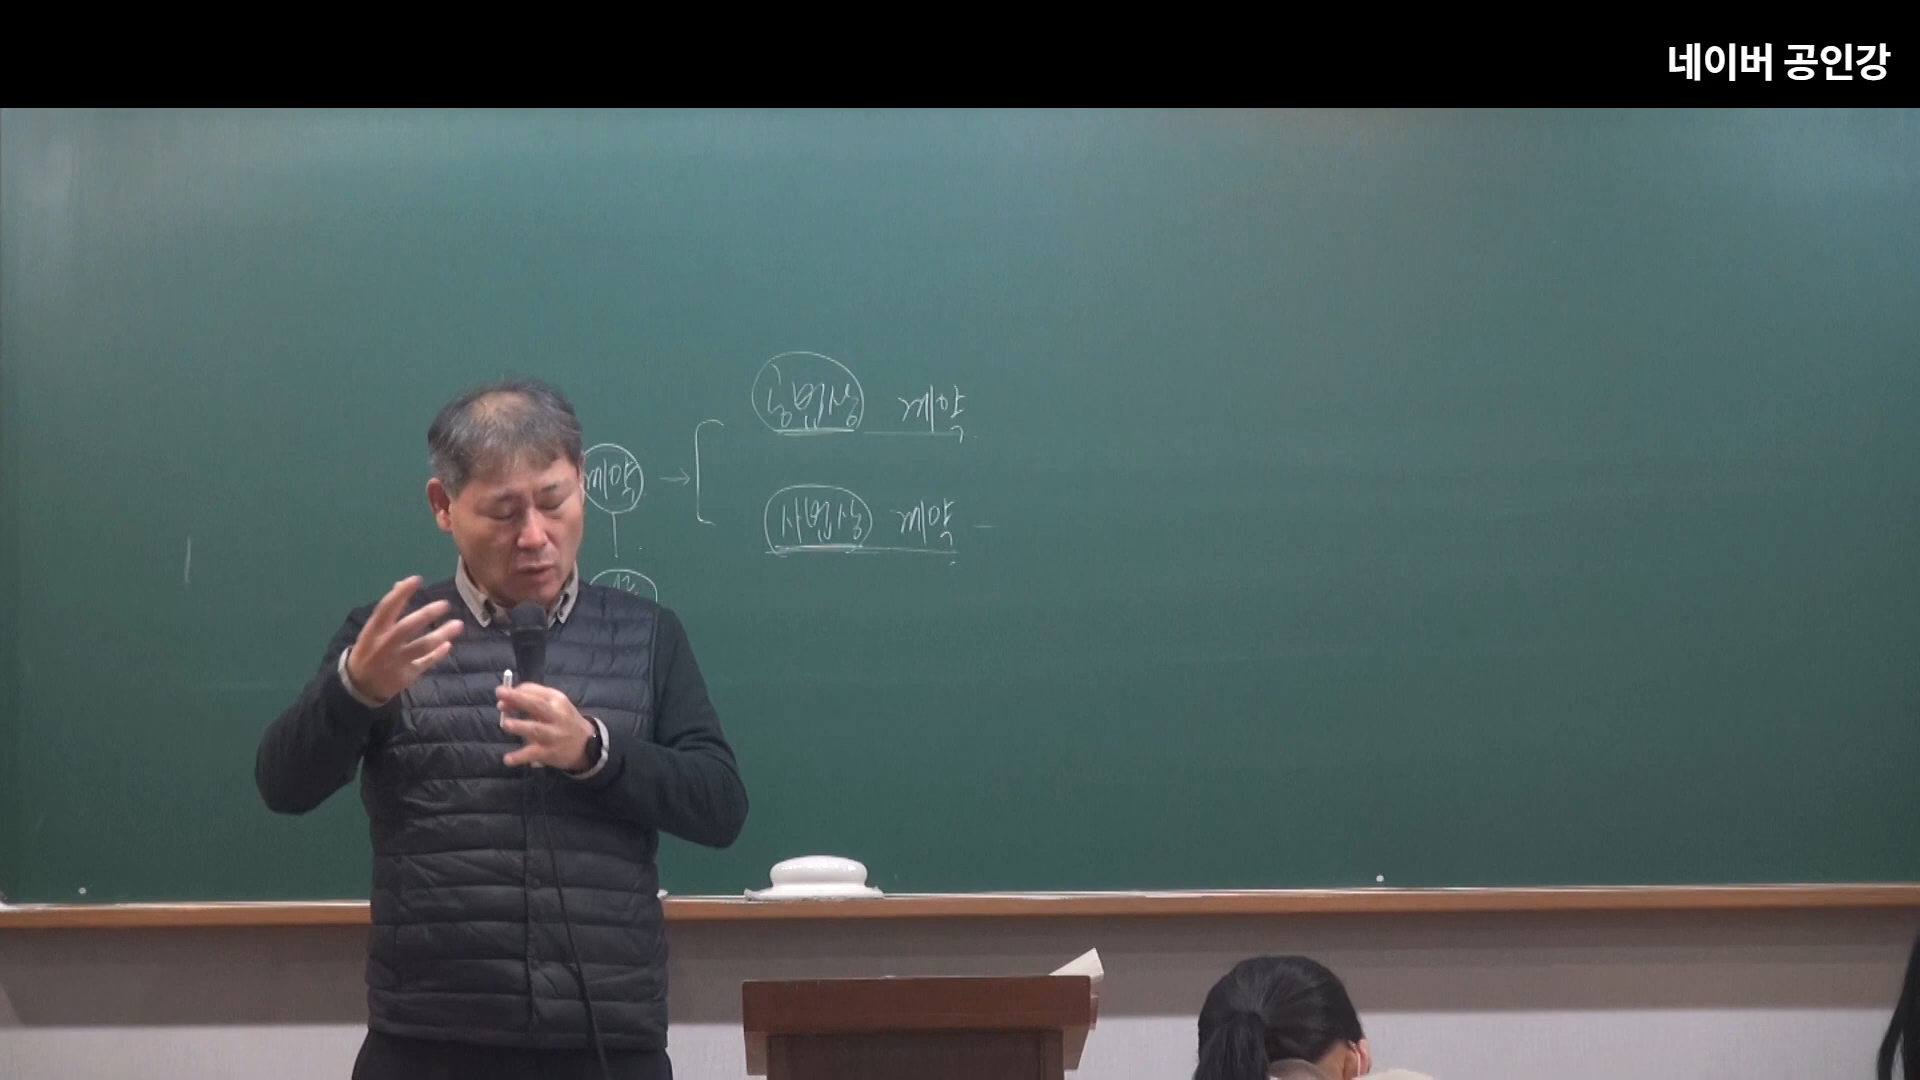 네이버 공인강
공법상 계약
계약 →
사법상 계약 -